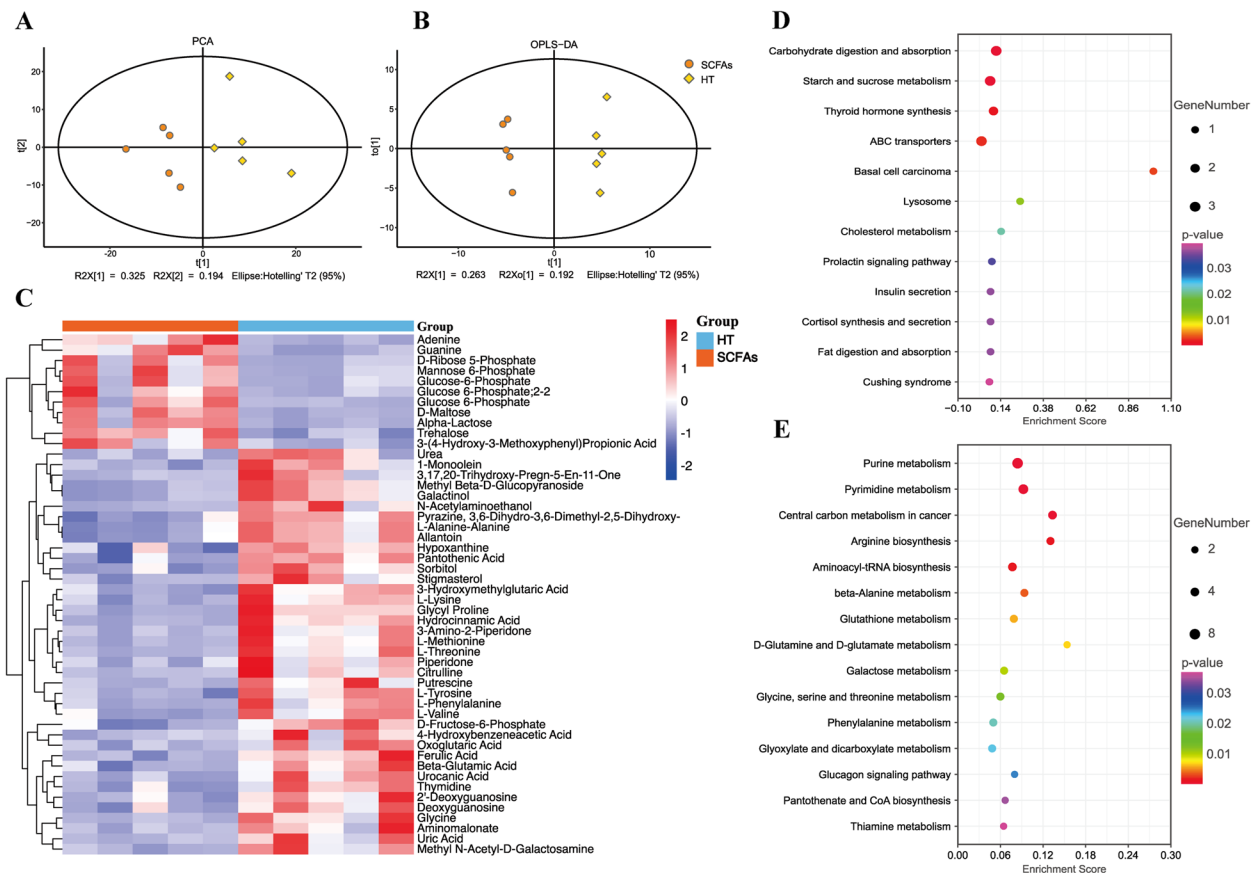 A
PCA
20
10
0
−10
−20
t[2]
−20
0
20
t[1]
R2X[1] = 0.325 R2X[2] = 0.194 Ellipse:Hotelling' T2 (95%)
B
OPLS-DA
10
5
0
−5
−10
to[1]
−10
0
10
t[1]
R2X[1] = 0.263 R2Xo[1] = 0.192 Ellipse:Hotelling' T2 (95%)
SCFAs
HT
C
Group
Adenine
Guanine
D-Ribose 5-Phosphate
Mannose 6-Phosphate
Glucose-6-Phosphate
Glucose 6-Phosphate;2-2
Glucose 6-Phosphate
D-Maltose
Alpha-Lactose
Trehalose
3-(4-Hydroxy-3-Methoxyphenyl)Propionic Acid
Urea
1-Monoolein
3,17,20-Trihydroxy-Pregn-5-En-11-One
Methyl Beta-D-Glucopyranoside
Galactinol
N-Acetylaminoethanol
Pyrazine, 3,6-Dihydro-3,6-Dimethyl-2,5-Dihydroxy-
L-Alanine-Alanine
Allantoin
Hypoxanthine
Pantothenic Acid
Sorbitol
Stigmasterol
3-Hydroxymethylglutaric Acid
L-Lysine
Glycyl Proline
Hydrocinnamic Acid
3-Amino-2-Piperidone
L-Methionine
L-Threonine
Piperidone
Citrulline
Putrescine
L-Tyrosine
L-Phenylalanine
L-Valine
D-Fructose-6-Phosphate
4-Hydroxybenzeneacetic Acid
Oxoglutaric Acid
Ferulic Acid
Beta-Glutamic Acid
Urocanic Acid
Thymidine
2'-Deoxyguanosine
Deoxyguanosine
Glycine
Aminomalonate
Uric Acid
Methyl N-Acetyl-D-Galactosamine
2
1
0
-1
-2
Group
HT
SCFAs
D
Carbohydrate digestion and absorption
Starch and sucrose metabolism
Thyroid hormone synthesis
ABC transporters
Basal cell carcinoma
Lysosome
Cholesterol metabolism
Prolactin signaling pathway
Insulin secretion
Cortisol synthesis and secretion
Fat digestion and absorption
Cushing syndrome
−0.10 0.14 0.38 0.62 0.86 1.10
Enrichment Score
GeneNumber
1
2
3
p-value
0.03
0.02
0.01
E
Purine metabolism
Pyrimidine metabolism
Central carbon metabolism in cancer
Arginine biosynthesis
Aminoacyl-tRNA biosynthesis
beta-Alanine metabolism
Glutathione metabolism
D-Glutamine and D-glutamate metabolism
Galactose metabolism
Glycine, serine and threonine metabolism
Phenylalanine metabolism
Glyoxylate and dicarboxylate metabolism
Glucagon signaling pathway
Pantothenate and CoA biosynthesis
Thiamine metabolism
0.00 0.06 0.12 0.18 0.24 0.30
Enrichment Score
GeneNumber
2
4
8
p-value
0.03
0.02
0.01